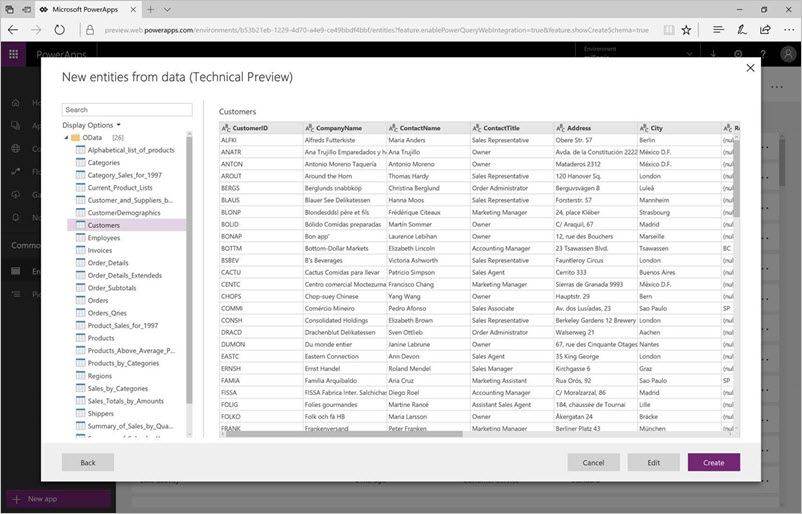 Microsoft PowerApps
preview.web.powerapps.com/environments/b53b21eb-1229-4d70-a4e9-ce49bbdf4bbf/entities?feature.enablePowerQueryWebIntegration=true&feature.showCreateSchema=true
PowerApps
Environment
New entities from data (Technical Preview)
Search
Display Options
OData [26]
Alphabetical_list_of_products
Categories
Category_Sales_for_1997
Current_Product_Lists
Customer_and_Suppliers_b...
CustomerDemographics
Customers
Employees
Invoices
Order_Details
Order_Details_Extendeds
Order_Subtotals
Orders
Orders_Qries
Product_Sales_for_1997
Products
Products_Above_Average_P...
Products_by_Categories
Regions
Sales_by_Categories
Sales_Totals_by_Amounts
Shippers
Summary_of_Sales_by_Qua...
Customers
CustomerID CompanyName ContactName ContactTitle Address City Re
ALFKI Alfreds Futterkiste Maria Anders Sales Representative Obere Str. 57 Berlin (nul
ANATR Ana Trujillo Emparedados y h Ana Trujillo Owner Avda. de la Constitución 2222 México D.F. (nul
ANTON Antonio Moreno Taquería Antonio Moreno Owner Mataderos 2312 México D.F. (nul
AROUT Around the Horn Thomas Hardy Sales Representative 120 Hanover Sq. London (nul
BERGS Berglunds snabbköp Christina Berglund Order Administrator Berguvsvägen 8 Luleå (nul
BLAUS Blauer See Delikatessen Hanna Moos Sales Representative Forsterstr. 57 Mannheim (nul
BLONP Blondesddsl père et fils Frédérique Citeaux Marketing Manager 24, place Kléber Strasbourg (nul
BOLID Bólido Comidas preparadas Martín Sommer Owner C/ Araquil, 67 Madrid (nul
BONAP Bon app' Laurence Lebihan Owner 12, rue des Bouchers Marseille (nul
BOTTM Bottom-Dollar Markets Elizabeth Lincoln Accounting Manager 23 Tsawassen Blvd. Tsawassen BC
BSBEV B's Beverages Victoria Ashworth Sales Representative Fauntleroy Circus London (nul
CACTU Cactus Comidas para llevar Patricio Simpson Sales Agent Cerrito 333 Buenos Aires (nul
CENTC Centro comercial Moctezuma Francisco Chang Marketing Manager Sierras de Granada 9993 México D.F. (nul
CHOPS Chop-suey Chinese Yang Wang Owner Hauptstr. 29 Bern (nul
COMMI Comércio Mineiro Pedro Afonso Sales Associate Av. dos Lusíadas, 23 Sao Paulo SP
CONSH Consolidated Holdings Elizabeth Brown Sales Representative Berkeley Gardens 12 Brewery London (nul
DRACD Drachenblut Delikatessen Sven Ottlieb Order Administrator Walserweg 21 Aachen (nul
DUMON Du monde entier Janine Labrune Owner 67, rue des Cinquante Otages Nantes (nul
EASTC Eastern Connection Ann Devon Sales Agent 35 King George London (nul
ERNSH Ernst Handel Roland Mendel Sales Manager Kirchgasse 6 Graz (nul
FAMIA Familia Arquibaldo Aria Cruz Marketing Assistant Rua Orós, 92 Sao Paulo SP
FISSA FISSA Fabrica Inter. Salchichas Diego Roel Accounting Manager C/ Moralzarzal, 86 Madrid (nul
FOLIG Folies gourmandes Martine Rancé Assistant Sales Agent 184, chaussée de Tournai Lille (nul
FOLKO Folk och fä HB Maria Larsson Owner Åkergatan 24 Bräcke (nul
FRANK Frankenversand Peter Franken Marketing Manager Berliner Platz 43 München (nul
Back
Cancel
Edit
Create
New app